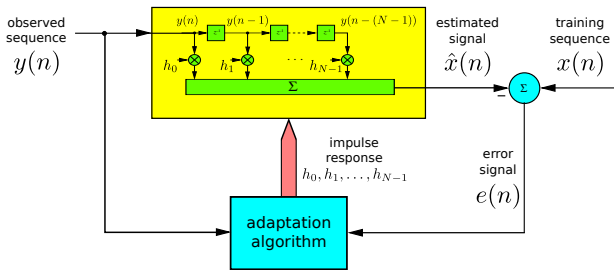 observed
sequence
y(n)
y(n) z⁻¹ y(n−1) z⁻¹ z⁻¹ y(n−(N−1))
h₀ h₁ ... h_{N−1}
Σ
estimated
signal
x̂(n)
−
Σ
training
sequence
x(n)
impulse
response
h₀, h₁, ..., h_{N−1}
error
signal
e(n)
adaptation
algorithm